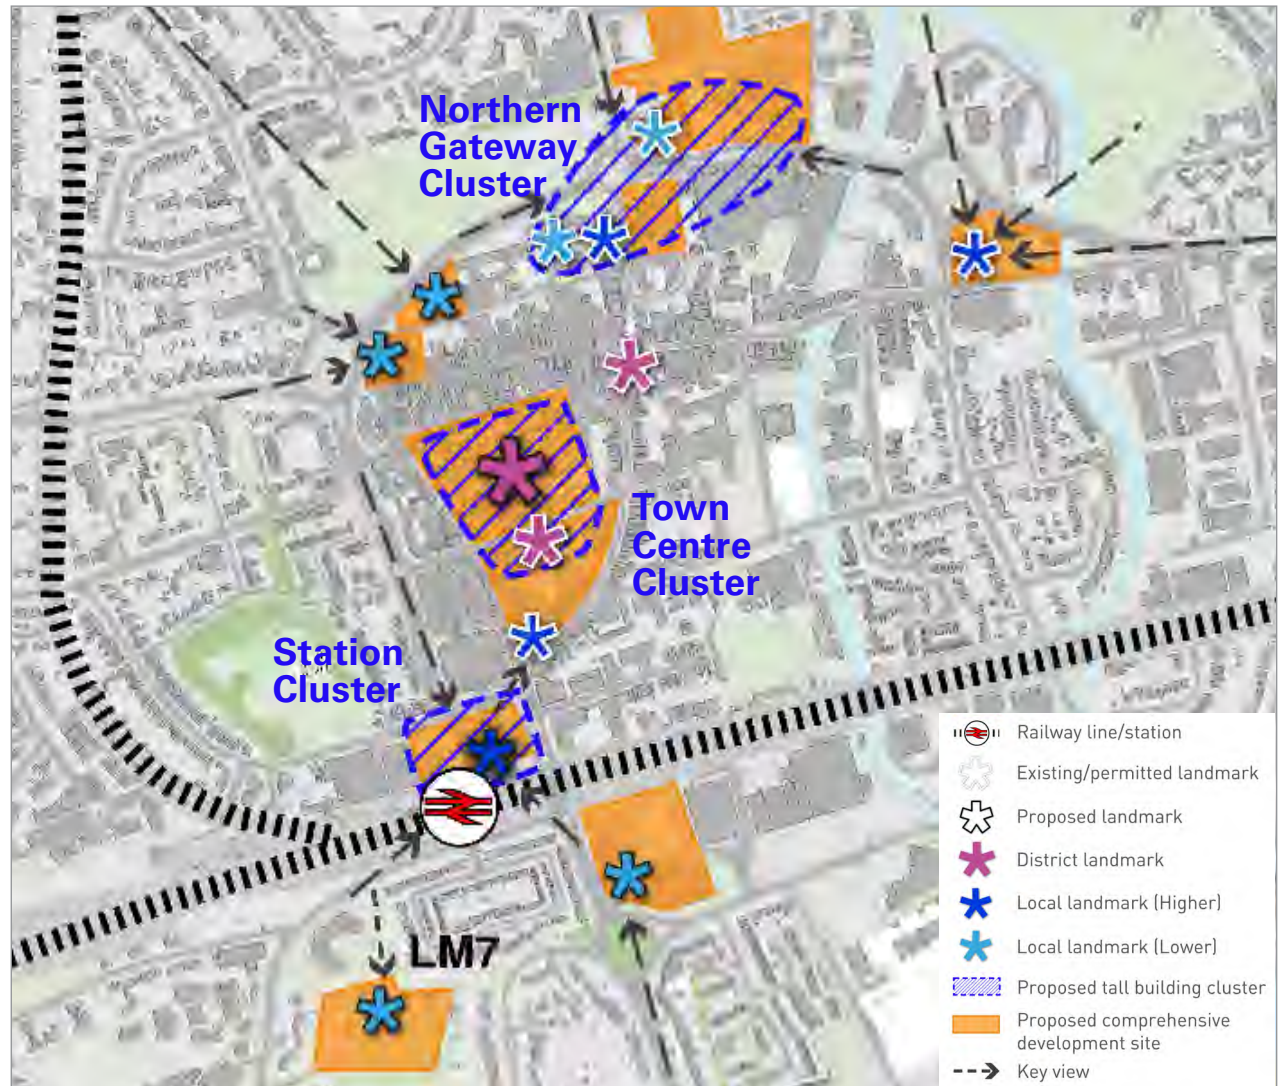 Northern
Gateway
Cluster
Town
Centre
Cluster
Station
Cluster
LM7
Railway line/station
Existing/permitted landmark
Proposed landmark
District landmark
Local landmark (Higher)
Local landmark (Lower)
Proposed tall building cluster
Proposed comprehensive
development site
Key view